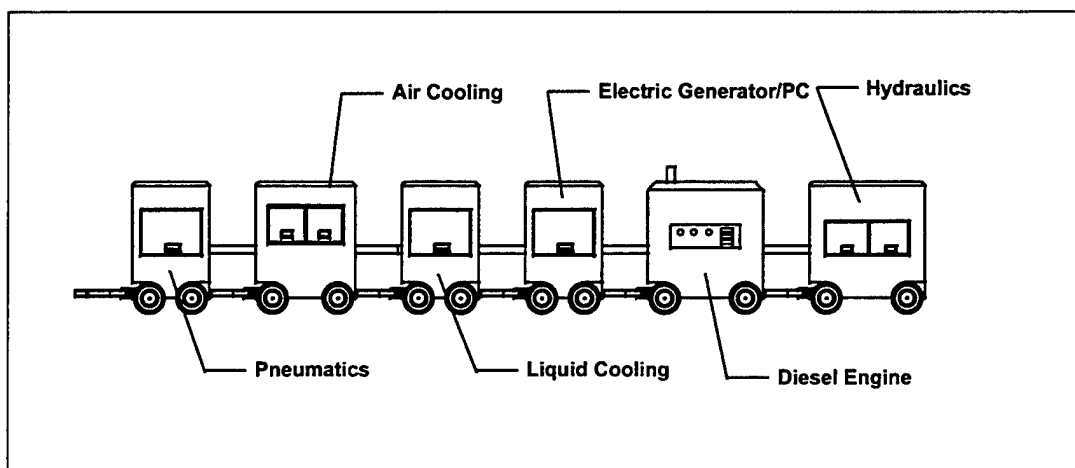 Air Cooling
Electric Generator/PC
Hydraulics
Pneumatics
Liquid Cooling
Diesel Engine